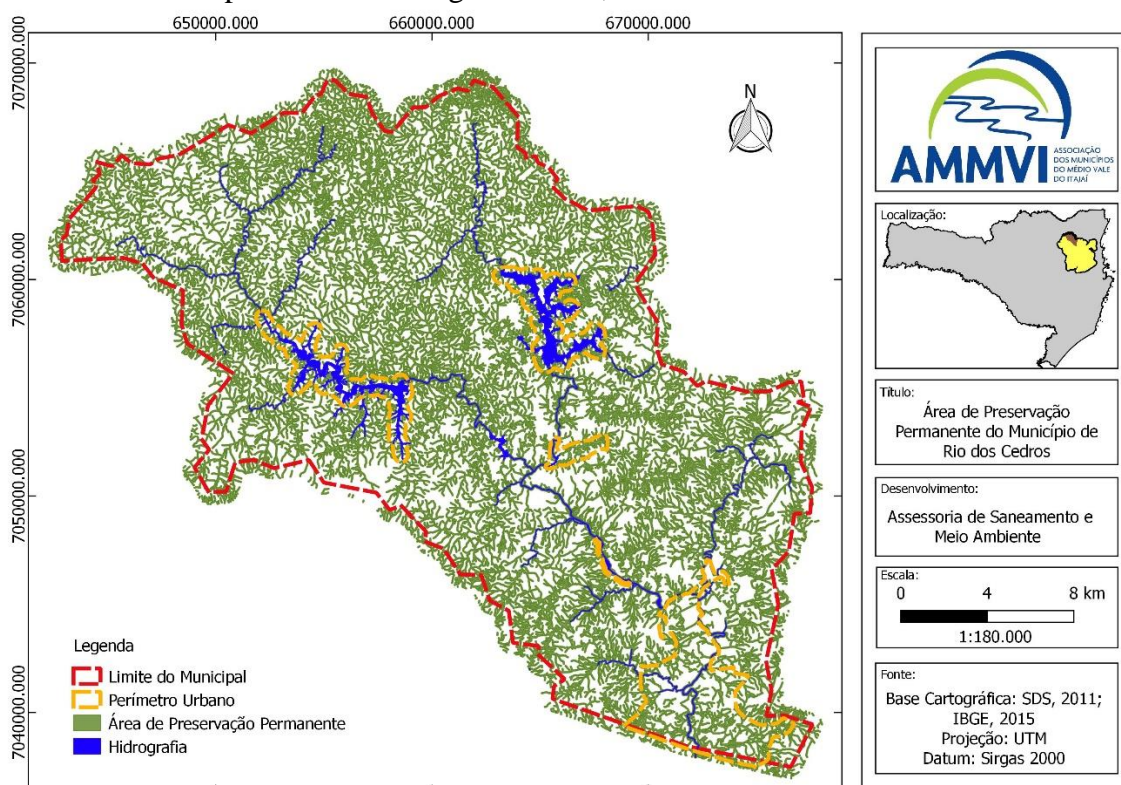 650000.000 660000.000 670000.000
7070000.000
7060000.000
7050000.000
7040000.000
N
Legenda
Limite do Municipal
Perímetro Urbano
Área de Preservação Permanente
Hidrografia
AMMVI
ASSOCIAÇÃO
DOS MUNICÍPIOS
DO MÉDIO VALE
DO ITAJAÍ
Localização:
Título:
Área de Preservação
Permanente do Município de
Rio dos Cedros
Desenvolvimento:
Assessoria de Saneamento e
Meio Ambiente
Escala:
0 4 8 km
1:180.000
Fonte:
Base Cartográfica: SDS, 2011;
IBGE, 2015
Projeção: UTM
Datum: Sirgas 2000